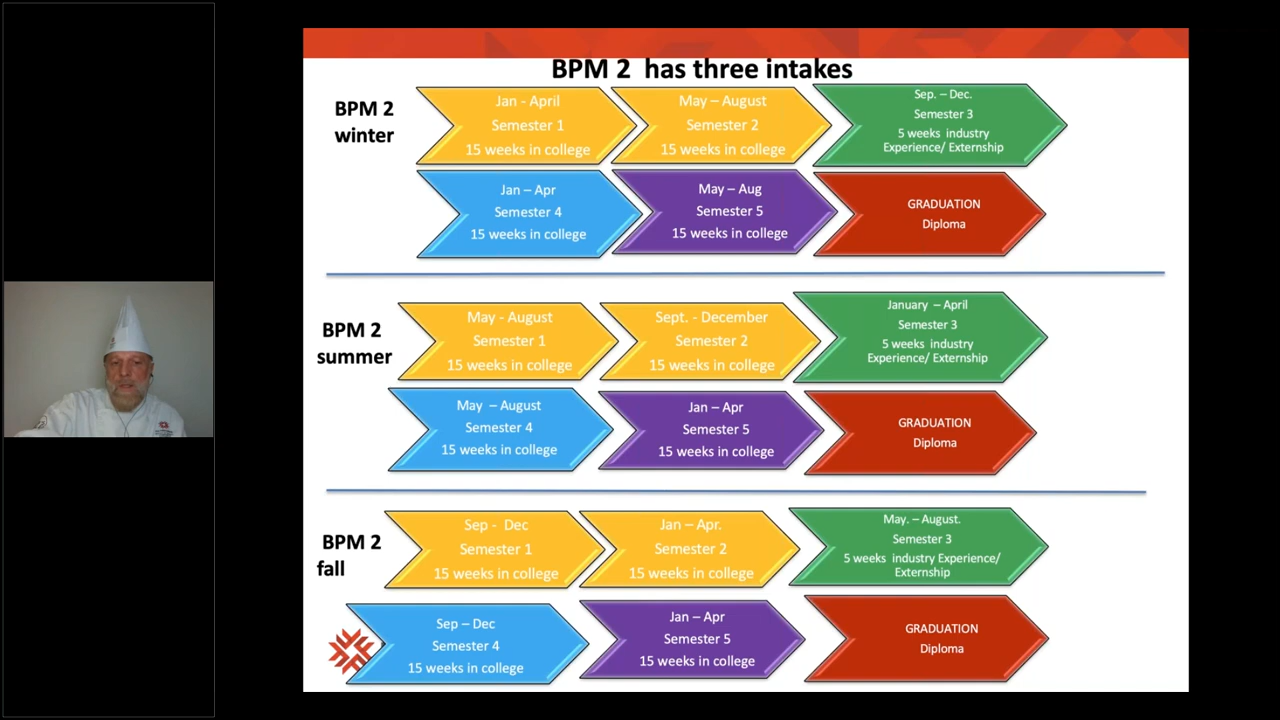 BPM 2 has three intakes
BPM 2
winter
Jan - April
Semester 1
15 weeks in college
May – August
Semester 2
15 weeks in college
Sep. – Dec.
Semester 3
5 weeks industry
Experience/ Externship
Jan – Apr
Semester 4
15 weeks in college
May – Aug
Semester 5
15 weeks in college
GRADUATION
Diploma
BPM 2
summer
May - August
Semester 1
15 weeks in college
Sept. - December
Semester 2
15 weeks in college
January – April
Semester 3
5 weeks industry
Experience/ Externship
May – August
Semester 4
15 weeks in college
Jan – Apr
Semester 5
15 weeks in college
GRADUATION
Diploma
BPM 2
fall
Sep - Dec
Semester 1
15 weeks in college
Jan – Apr.
Semester 2
15 weeks in college
May. – August.
Semester 3
5 weeks industry Experience/
Externship
Sep – Dec
Semester 4
15 weeks in college
Jan – Apr
Semester 5
15 weeks in college
GRADUATION
Diploma